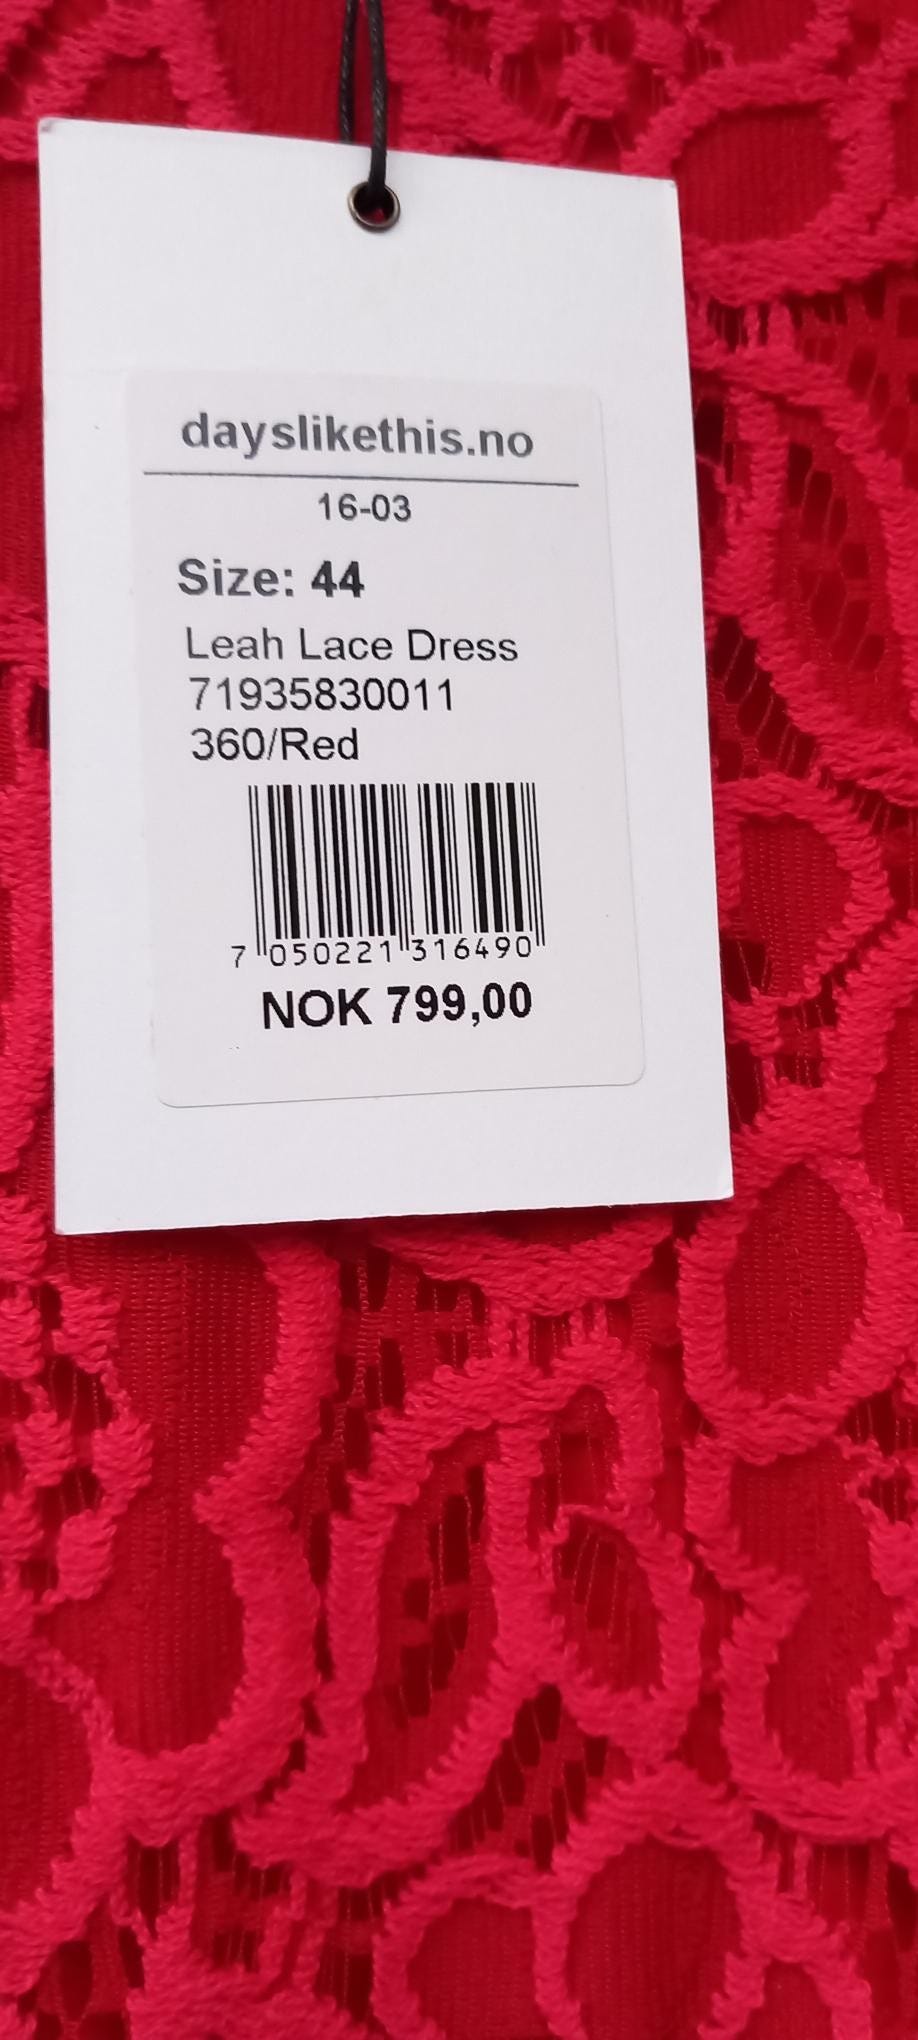 dayslikethis.no
16-03
Size: 44
Leah Lace Dress
71935830011
360/Red
7 050221 316490
NOK 799,00